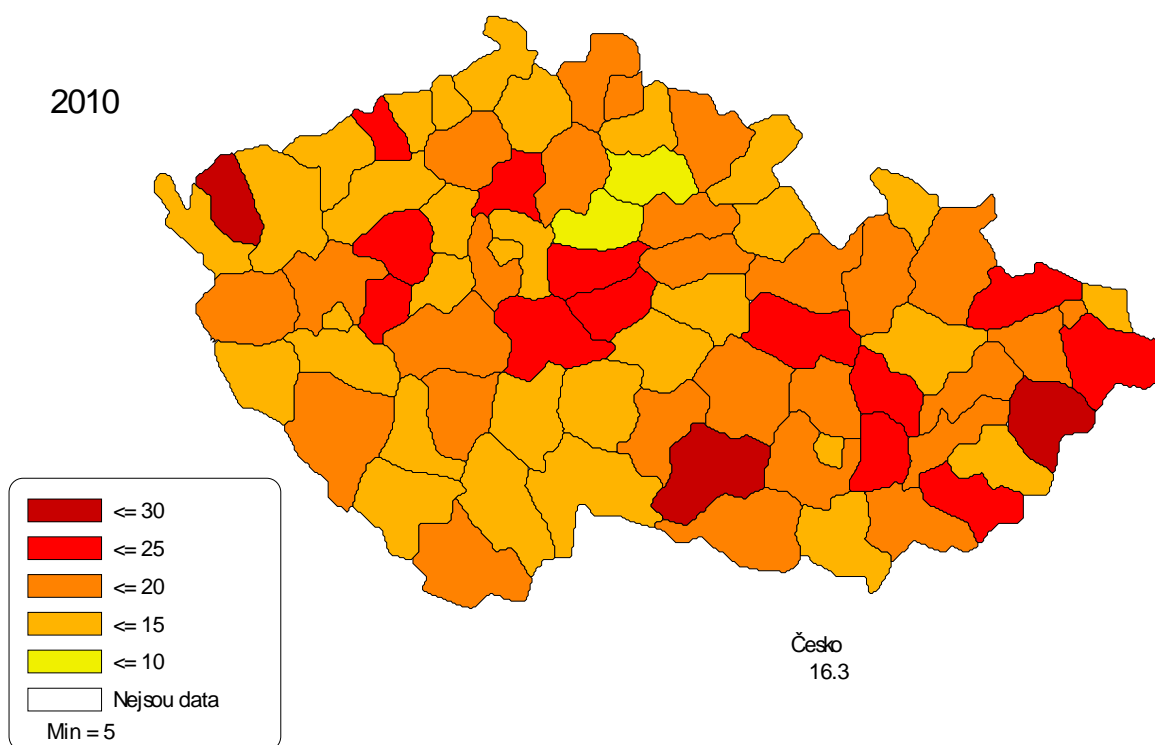 2010
<= 30
<= 25
<= 20
<= 15
<= 10
Nejsou data
Min = 5
Česko
16.3